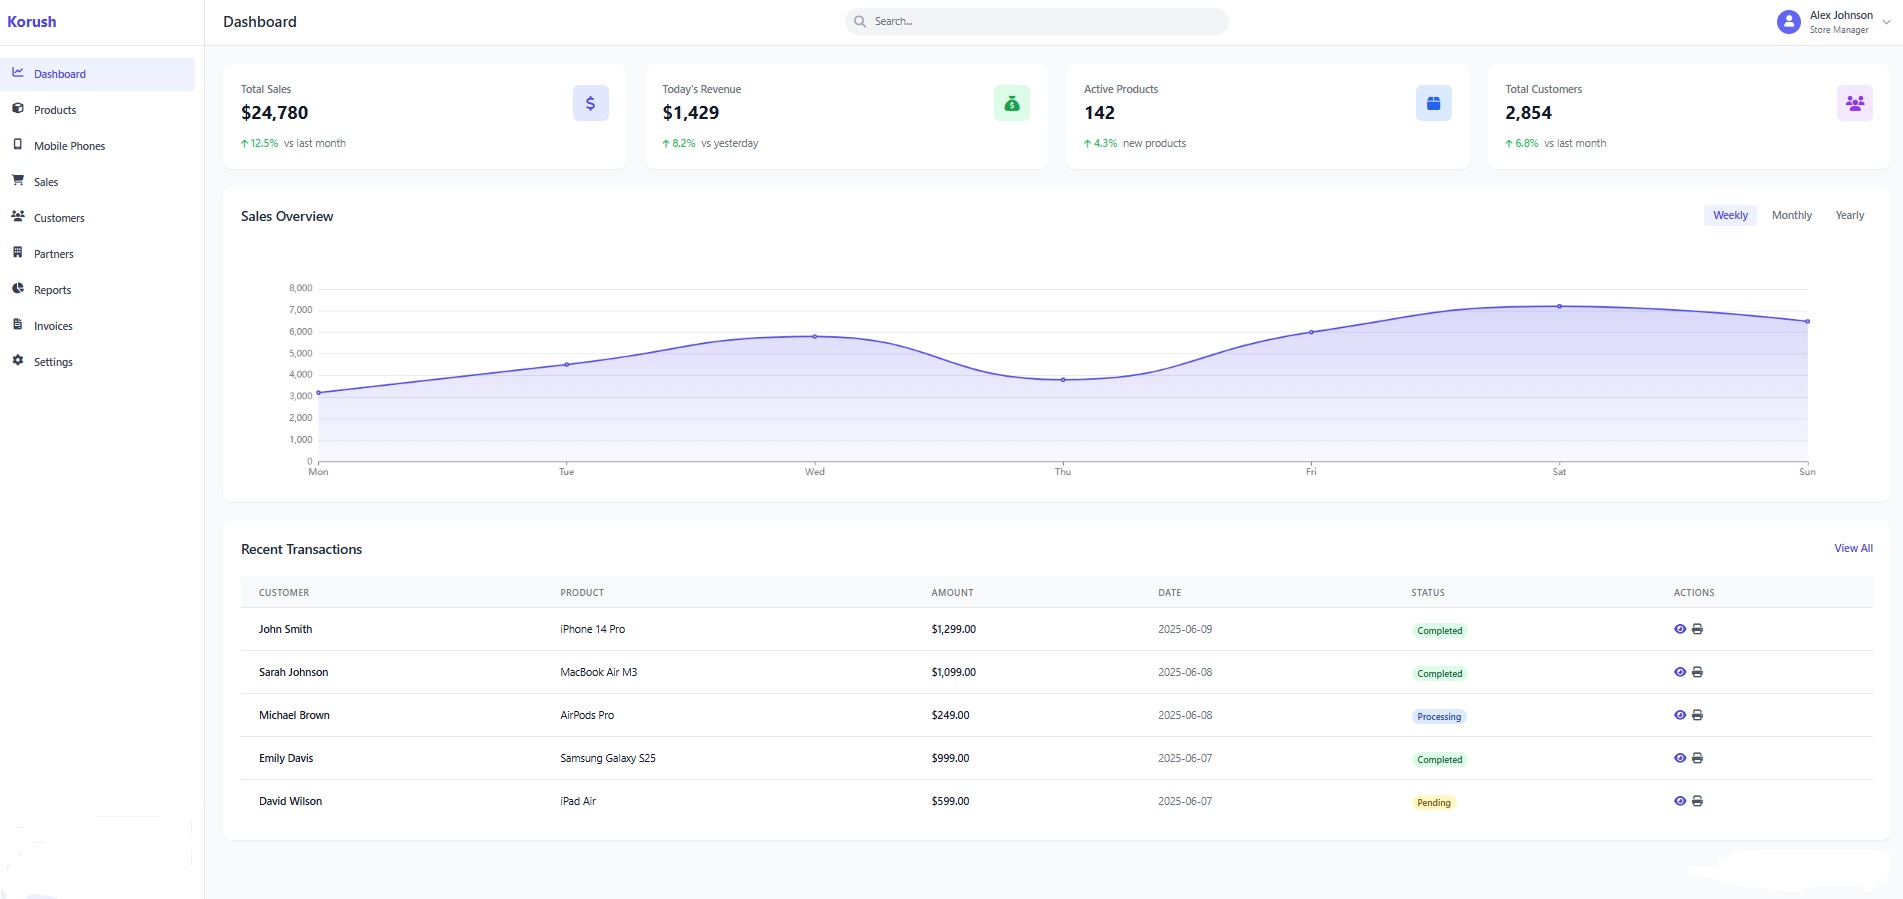 Korush
Dashboard
Search...
Alex Johnson
Store Manager
Dashboard
Products
Mobile Phones
Sales
Customers
Partners
Reports
Invoices
Settings
Total Sales
$24,780
12.5% vs last month
Today's Revenue
$1,429
8.2% vs yesterday
Active Products
142
4.3% new products
Total Customers
2,854
6.8% vs last month
Sales Overview
Weekly Monthly Yearly
8,000
7,000
6,000
5,000
4,000
3,000
2,000
1,000
0
Mon Tue Wed Thu Fri Sat Sun
Recent Transactions
View All
CUSTOMER PRODUCT AMOUNT DATE STATUS ACTIONS
John Smith iPhone 14 Pro $1,299.00 2025-06-09 Completed
Sarah Johnson MacBook Air M3 $1,099.00 2025-06-08 Completed
Michael Brown AirPods Pro $249.00 2025-06-08 Processing
Emily Davis Samsung Galaxy S25 $999.00 2025-06-07 Completed
David Wilson iPad Air $599.00 2025-06-07 Pending